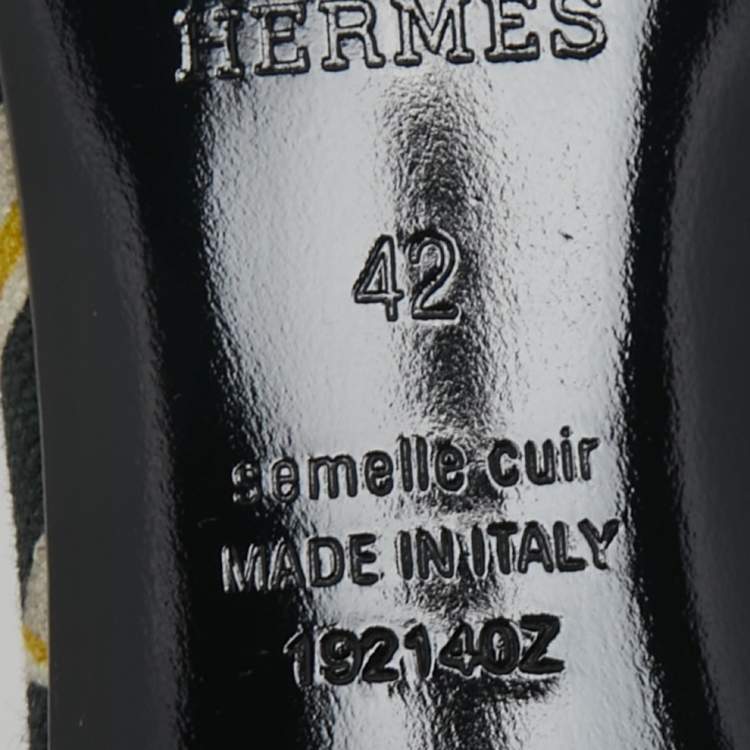 HERMES
42
semelle cuir
MADE IN ITALY
192140Z